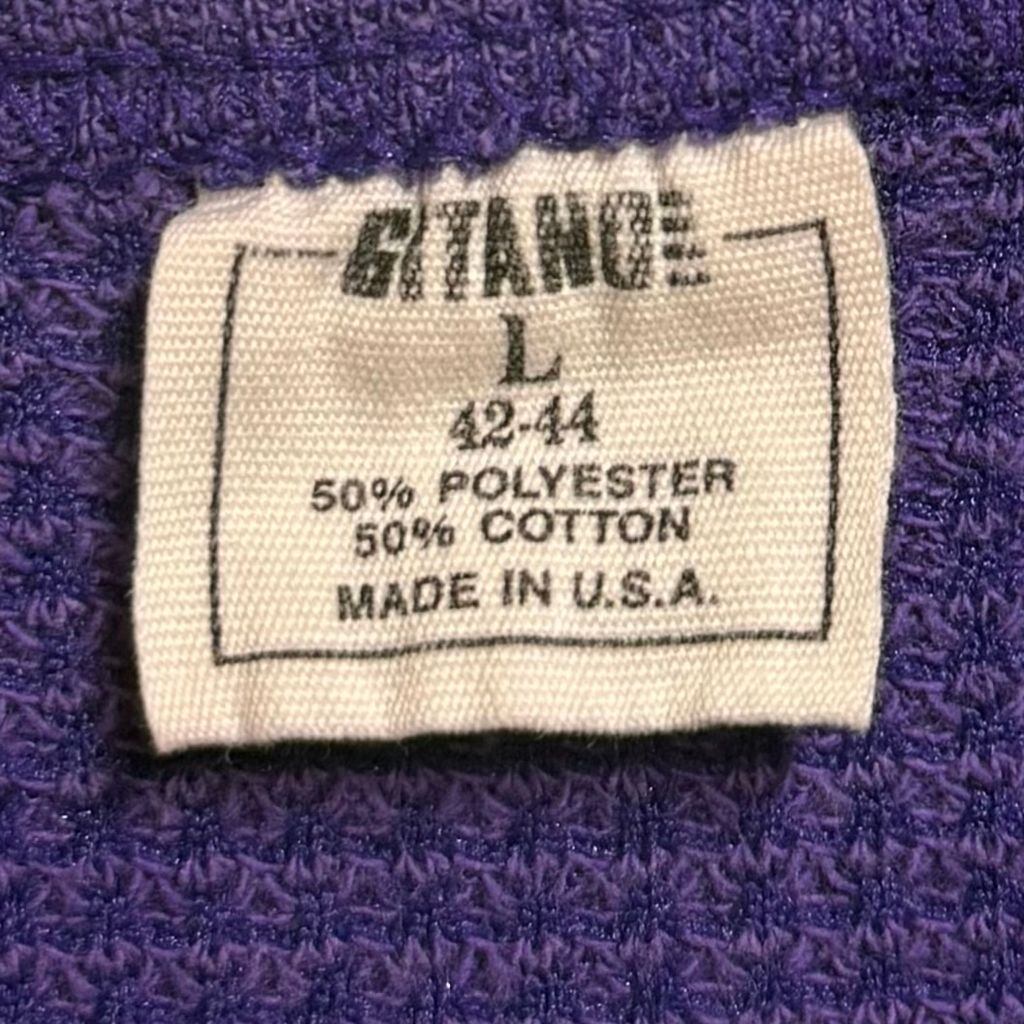 GITANO
L
42-44
50% POLYESTER
50% COTTON
MADE IN U.S.A.